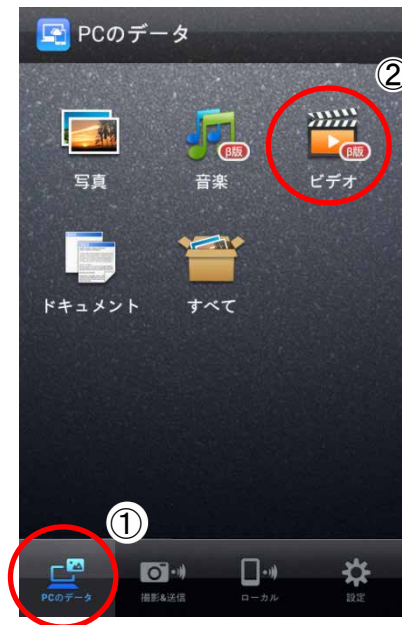 PCのデータ
②
β版
β版
写真
音楽
ビデオ
ドキュメント
すべて
①
PCのデータ
撮影&送信
ローカル
設定